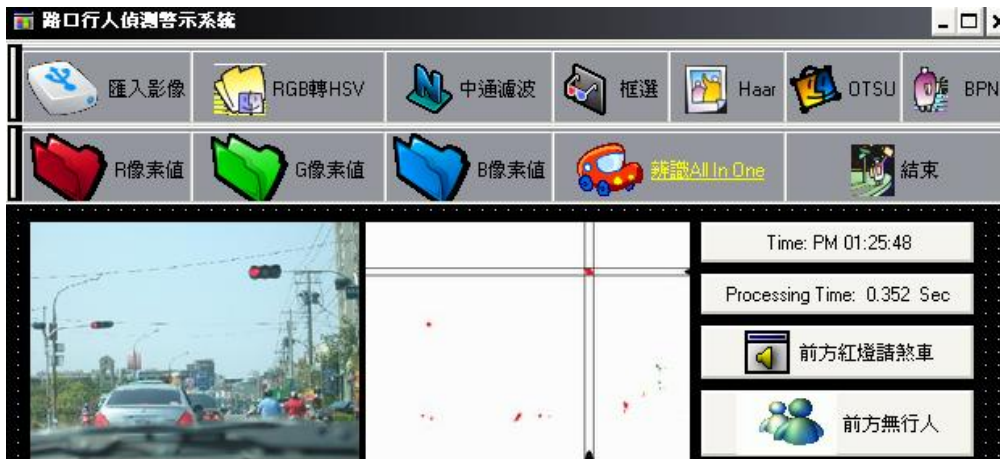 路口行人偵測警示系統
匯入影像 RGB轉HSV 中通濾波 框選 Haar OTSU BPN
R像素值 G像素值 B像素值 辨識All In One 結束
Time: PM 01:25:48
Processing Time: 0.352 Sec
前方紅燈請煞車
前方無行人